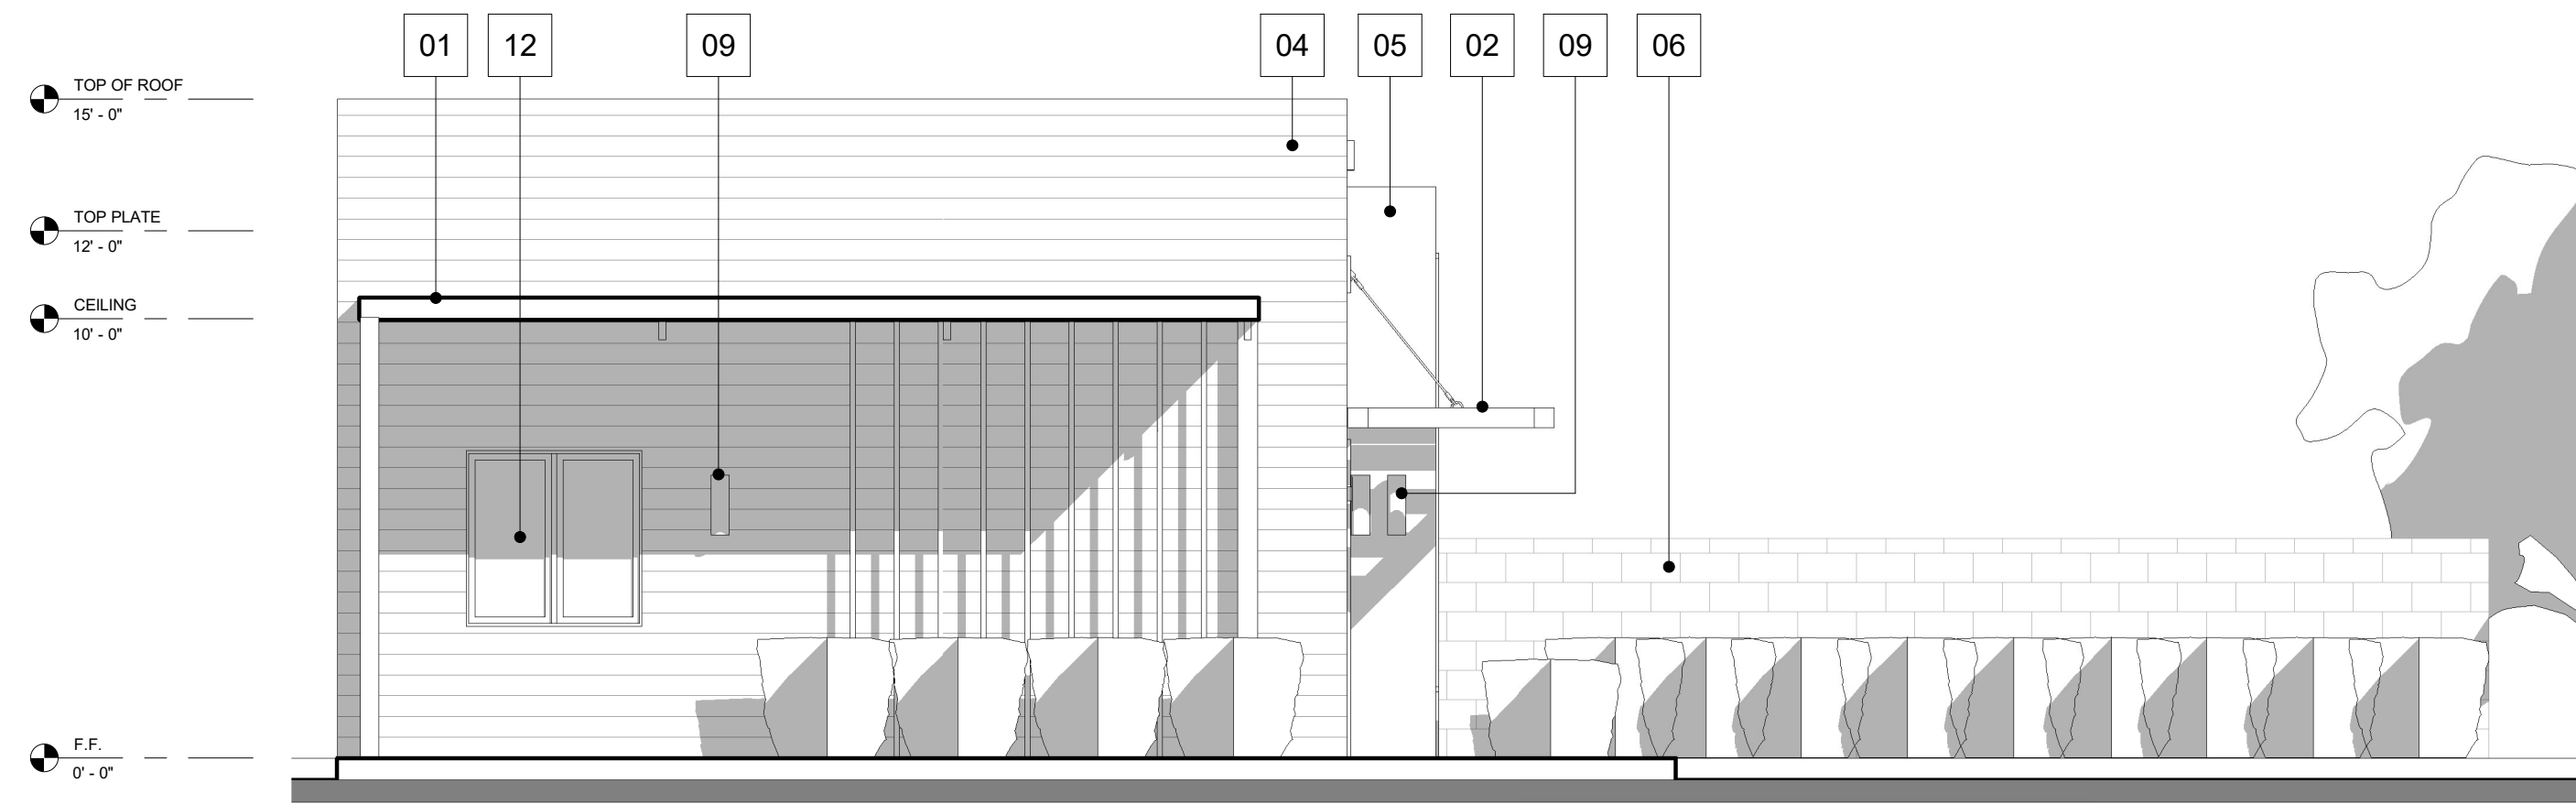 01 12 09 04 05 02 09 06
TOP OF ROOF
15' - 0"
TOP PLATE
12' - 0"
CEILING
10' - 0"
F.F.
0' - 0"